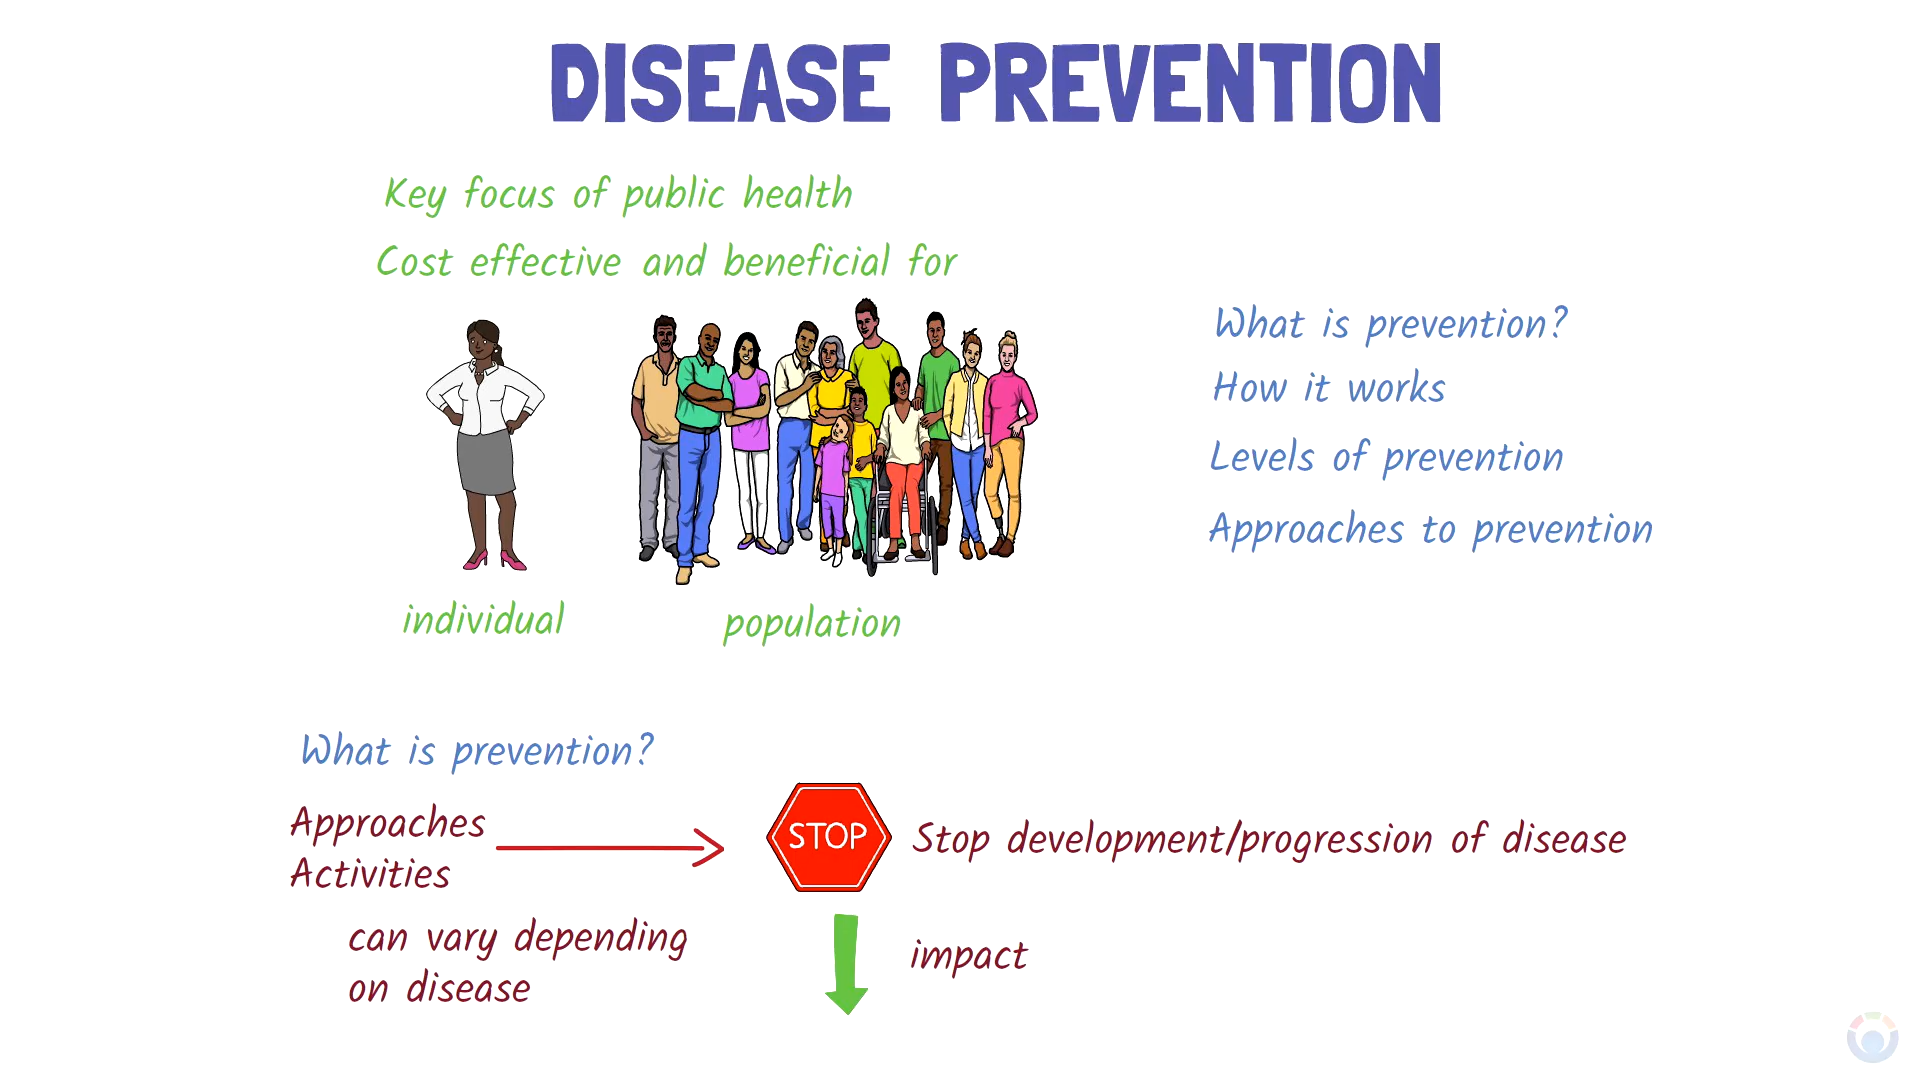 DISEASE PREVENTION
Key focus of public health
Cost effective and beneficial for
individual
population
What is prevention?
How it works
Levels of prevention
Approaches to prevention
What is prevention?
Approaches
Activities
can vary depending
on disease
STOP
Stop development/progression of disease
impact